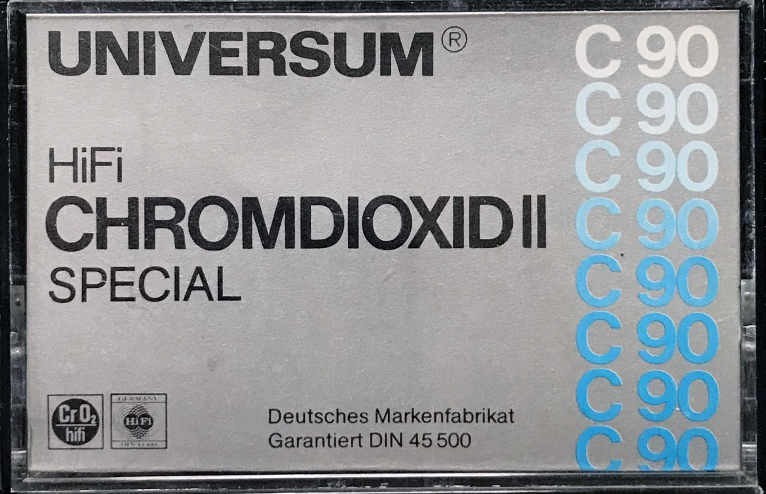 UNIVERSUM®
C 90
C 90
C 90
C 90
C 90
C 90
C 90
C 90
HiFi
CHROMDIOXID II
SPECIAL
CrO₂
hifi
GERMANY
HiFi
Deutsches Markenfabrikat
Garantiert DIN 45 500